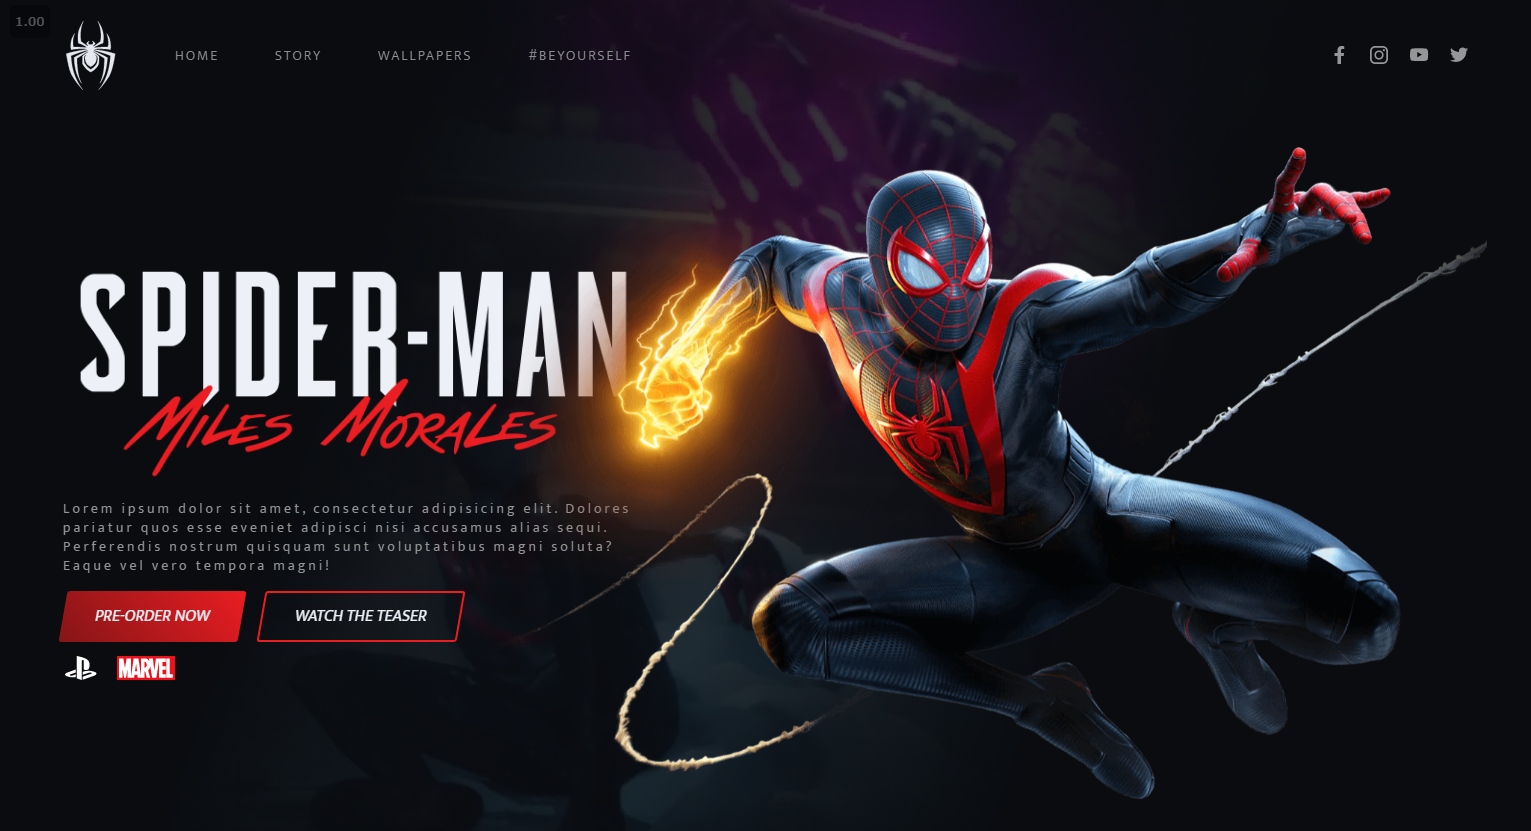 1.00
HOME STORY WALLPAPERS #BEYOURSELF
SPIDER-MAN
MILES MORALES
Lorem ipsum dolor sit amet, consectetur adipisicing elit. Dolores
pariatur quos esse eveniet adipisci nisi accusamus alias sequi.
Perferendis nostrum quisquam sunt voluptatibus magni soluta?
Eaque vel vero tempora magni!
PRE-ORDER NOW WATCH THE TEASER
MARVEL